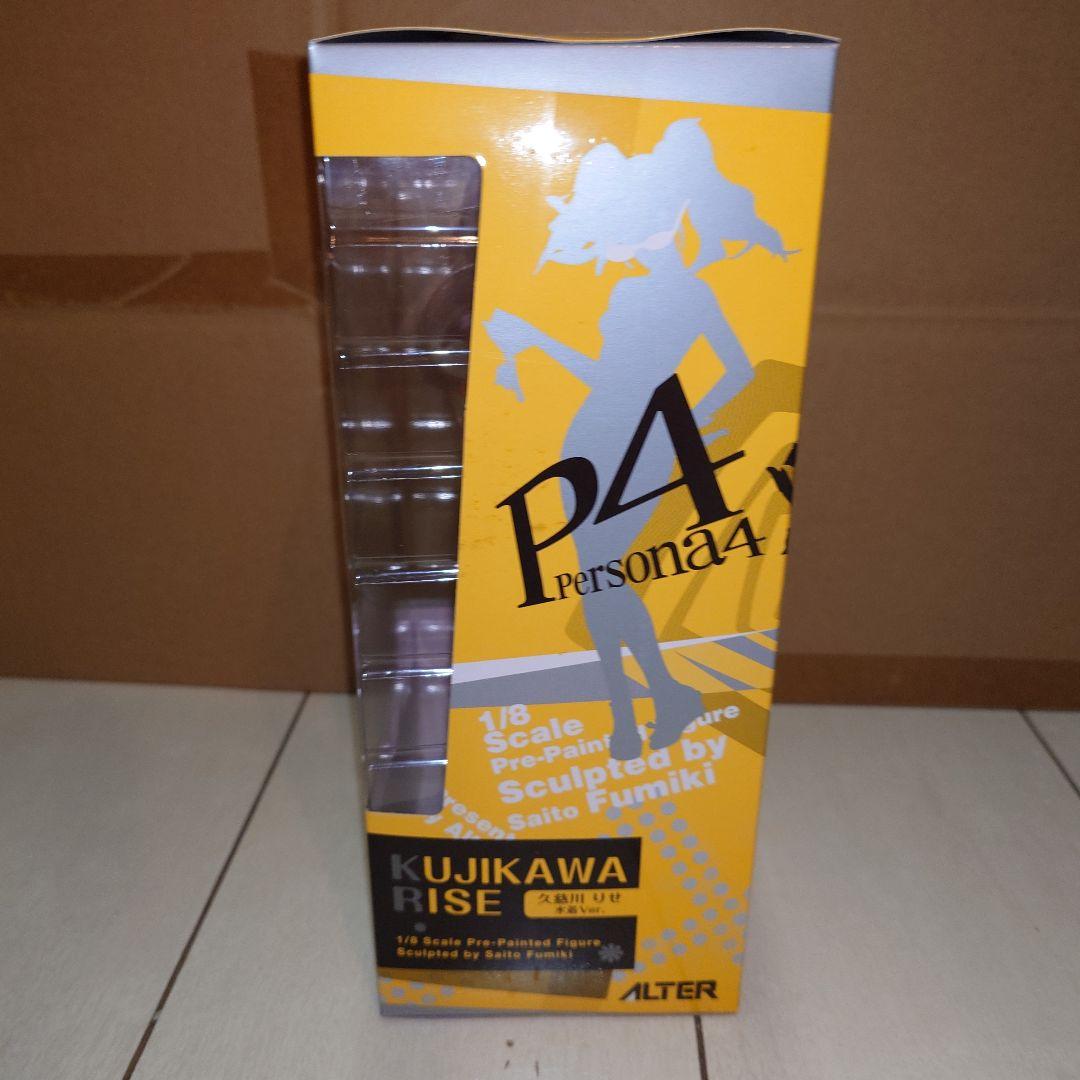 P4
Persona4
1/8
Scale
Pre-Painted Figure
Sculpted by
Saito Fumiki
KUJIKAWA
RISE
久慈川 りせ
水着Ver.
1/8 Scale Pre-Painted Figure
Sculpted by Saito Fumiki
ALTER